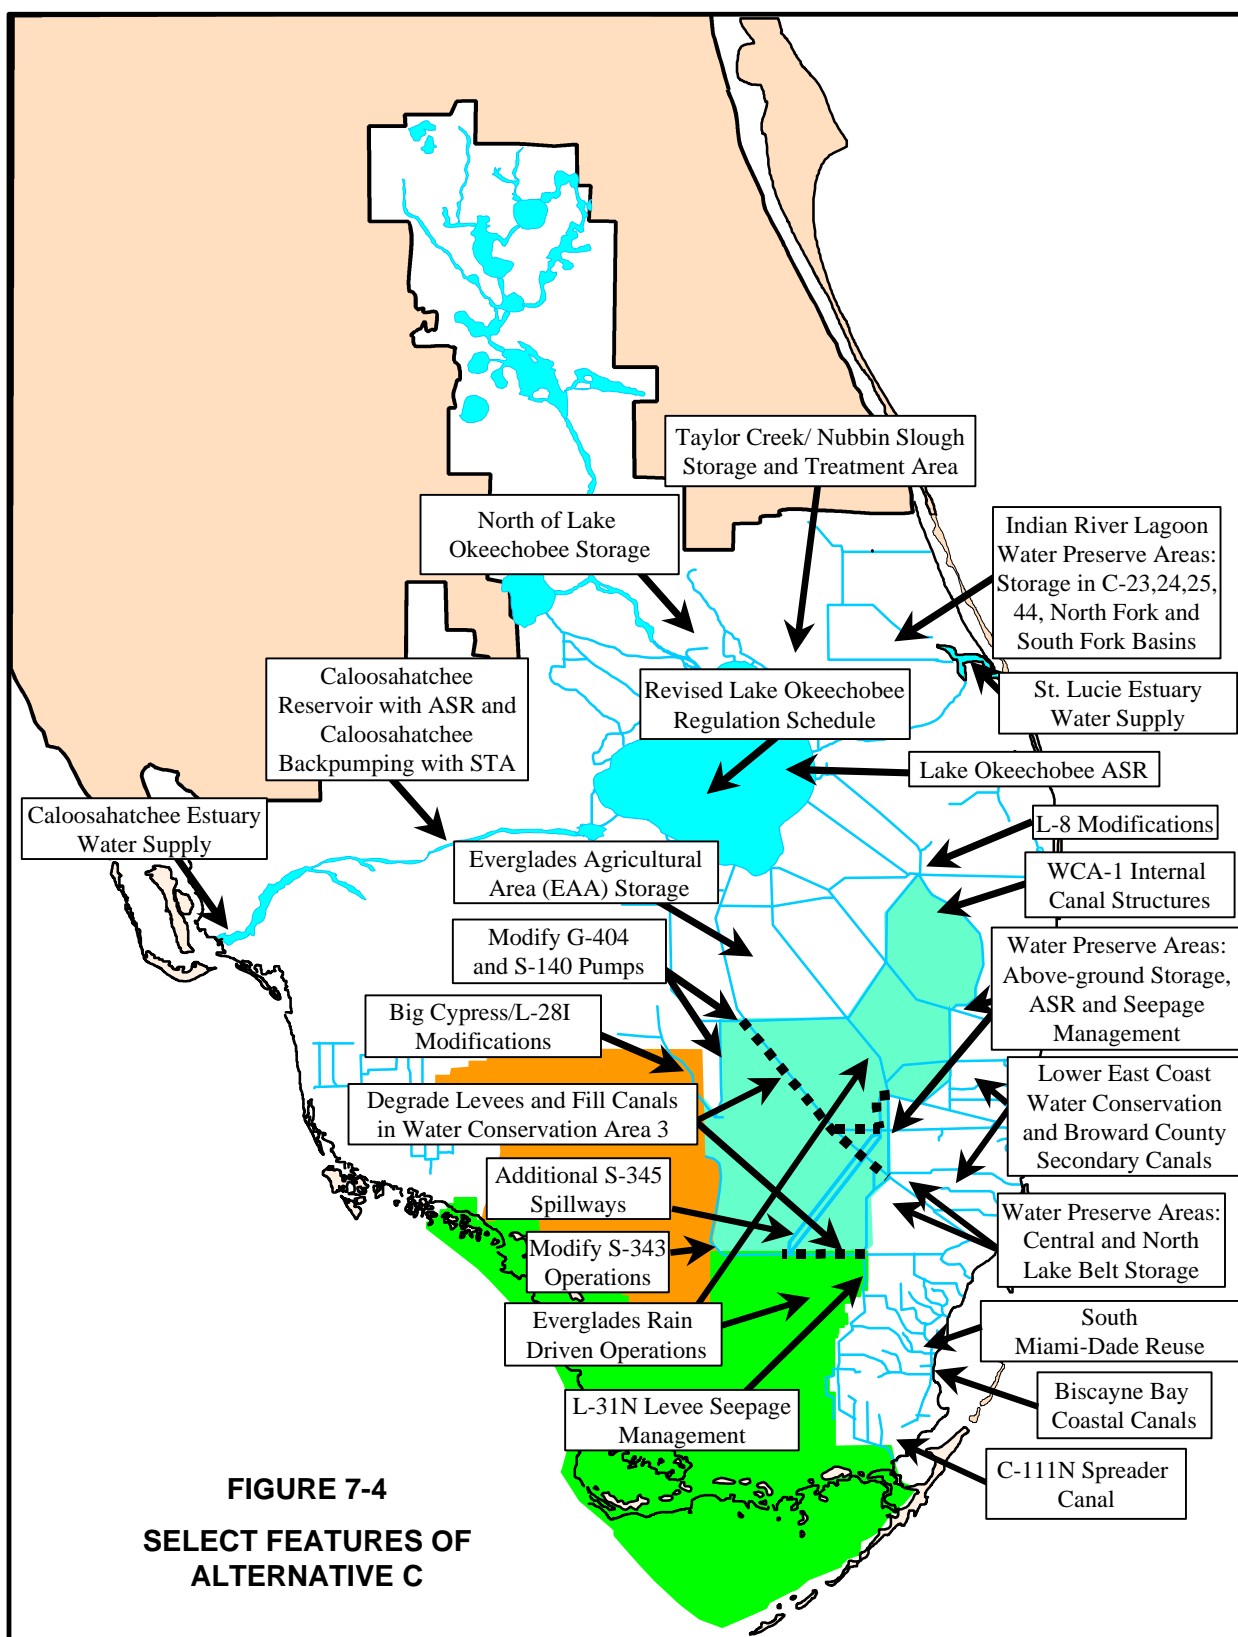 Taylor Creek/ Nubbin Slough
Storage and Treatment Area
North of Lake
Okeechobee Storage
Indian River Lagoon
Water Preserve Areas:
Storage in C-23,24,25,
44, North Fork and
South Fork Basins
Caloosahatchee
Reservoir with ASR and
Caloosahatchee
Backpumping with STA
Revised Lake Okeechobee
Regulation Schedule
St. Lucie Estuary
Water Supply
Lake Okeechobee ASR
Caloosahatchee Estuary
Water Supply
L-8 Modifications
Everglades Agricultural
Area (EAA) Storage
WCA-1 Internal
Canal Structures
Modify G-404
and S-140 Pumps
Water Preserve Areas:
Above-ground Storage,
ASR and Seepage
Management
Big Cypress/L-28I
Modifications
Lower East Coast
Water Conservation
and Broward County
Secondary Canals
Degrade Levees and Fill Canals
in Water Conservation Area 3
Additional S-345
Spillways
Water Preserve Areas:
Central and North
Lake Belt Storage
Modify S-343
Operations
Everglades Rain
Driven Operations
South
Miami-Dade Reuse
L-31N Levee Seepage
Management
Biscayne Bay
Coastal Canals
C-111N Spreader
Canal
FIGURE 7-4
SELECT FEATURES OF
ALTERNATIVE C